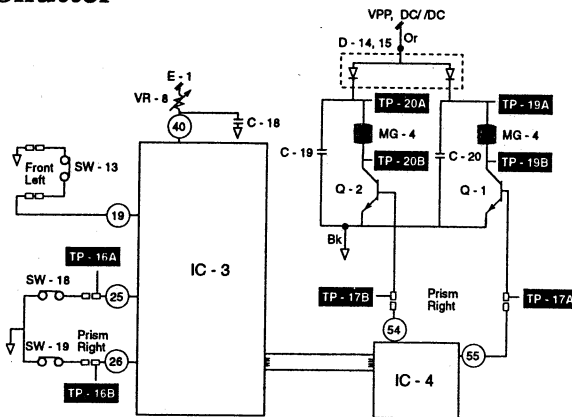 VPP, DC/ /DC
Or
D - 14, 15
E - 1
VR - 8
40
C - 18
TP - 20A
TP - 19A
MG - 4
MG - 4
C - 19
TP - 20B
C - 20
TP - 19B
Q - 2
Q - 1
Front
Left
SW - 13
19
Bk
IC - 3
TP - 16A
SW - 18
25
TP - 17B
Prism
Right
TP - 17A
SW - 19
Prism
Right
26
54
55
TP - 16B
IC - 4